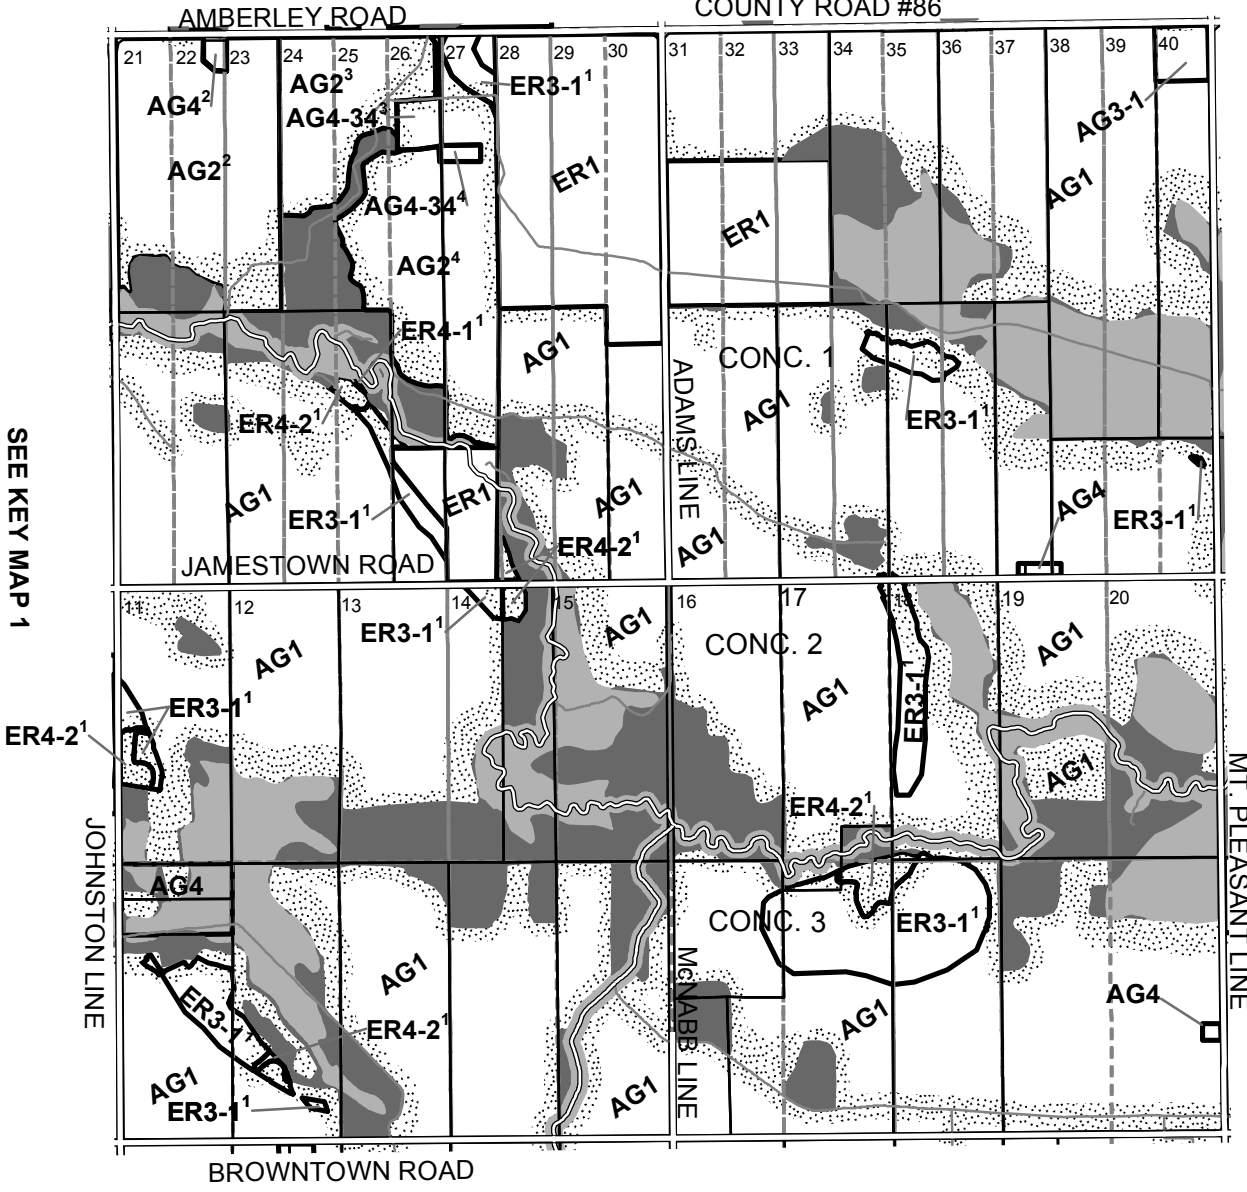 AMBERLEY ROAD
COUNTY ROAD #86
21 22 23 24 25 26 27 28 29 30 31 32 33 34 35 36 37 38 39 40
AG4²
AG2³
AG4-34³
ER3-1¹
AG3-1
AG2²
ER1
AG1
AG4-34⁴
ER1
AG2⁴
ER4-1¹
AG1
CONC. 1
ADAMS LINE
AG1
ER3-1¹
ER4-2¹
SEE KEY MAP 1
AG1
ER3-1¹
ER1
AG1
AG4
ER3-1¹
ER4-2¹
AG1
JAMESTOWN ROAD
11 12 13 14 15 16 17 18 19 20
ER3-1¹
AG1
AG1
CONC. 2
AG1
AG1
ER3-1¹
ER3-1¹
ER4-2¹
AG1
ER4-2¹
MT. PLEASANT LINE
JOHNSTON LINE
AG4
CONC. 3
ER3-1¹
AG1
McNABB LINE
AG4
ER3-1¹
ER4-2¹
AG1
AG1
AG1
ER3-1¹
BROWNTOWN ROAD